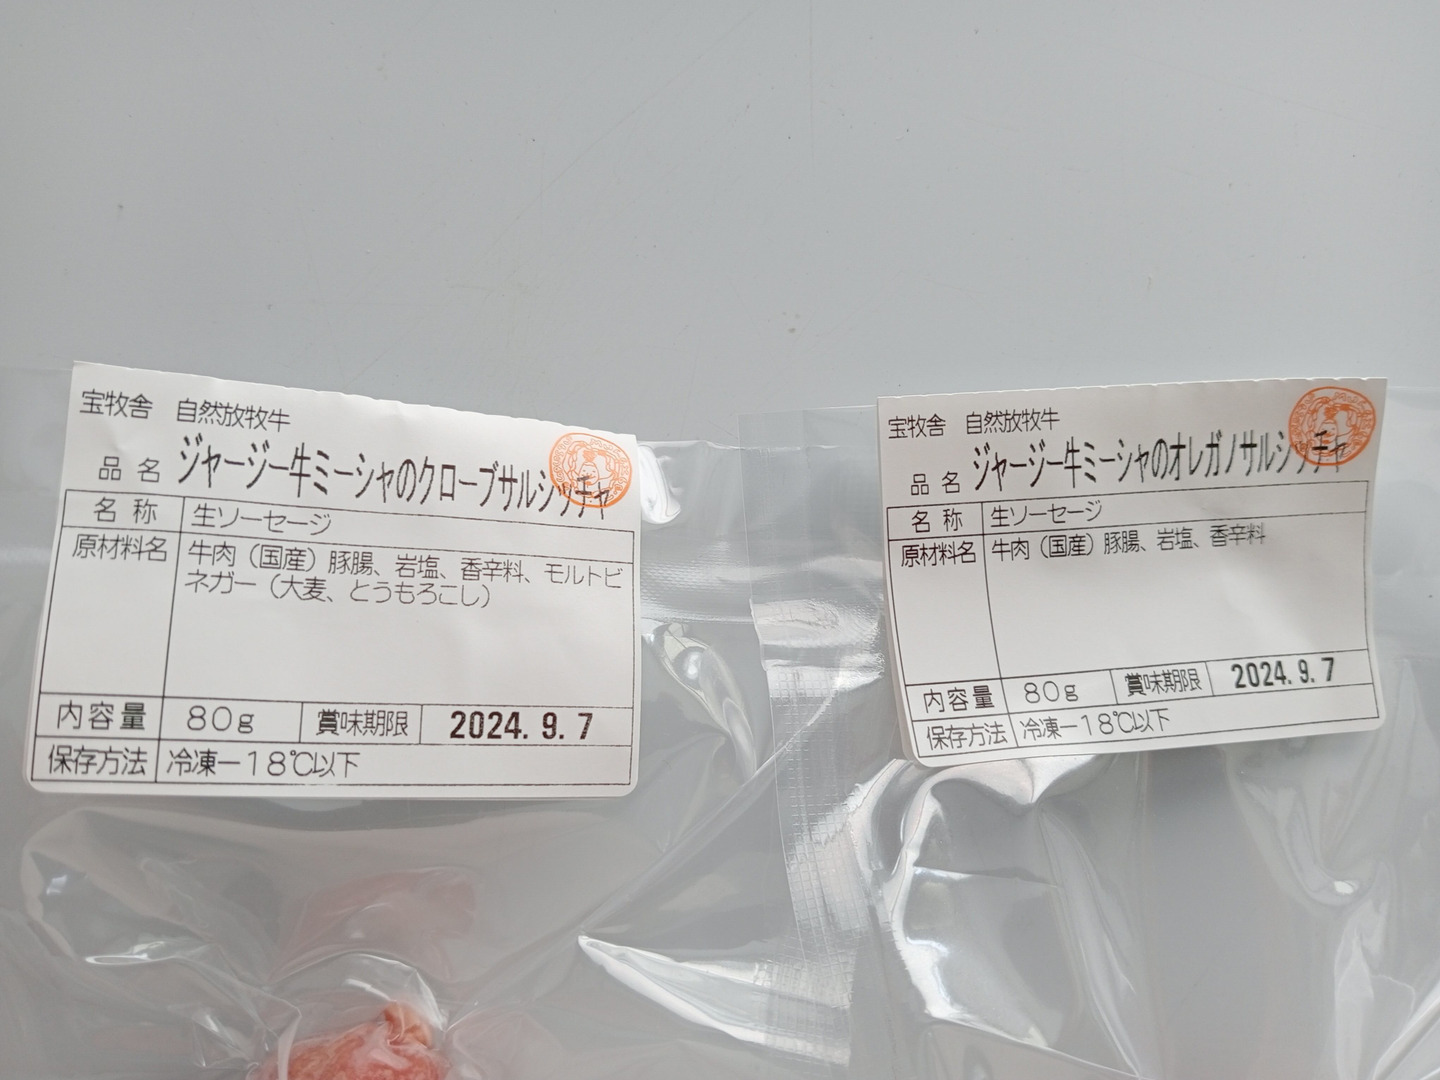 宝牧舎 自然放牧牛
品名 ジャージー牛ミーシャのクローブサルシッチャ
名称 生ソーセージ
原材料名 牛肉（国産）豚腸、岩塩、香辛料、モルトビ
ネガー（大麦、とうもろこし）
内容量 80g 賞味期限 2024.9.7
保存方法 冷凍－18℃以下
宝牧舎 自然放牧牛
品名 ジャージー牛ミーシャのオレガノサルシッチャ
名称 生ソーセージ
原材料名 牛肉（国産）豚腸、岩塩、香辛料
内容量 80g 賞味期限 2024.9.7
保存方法 冷凍－18℃以下